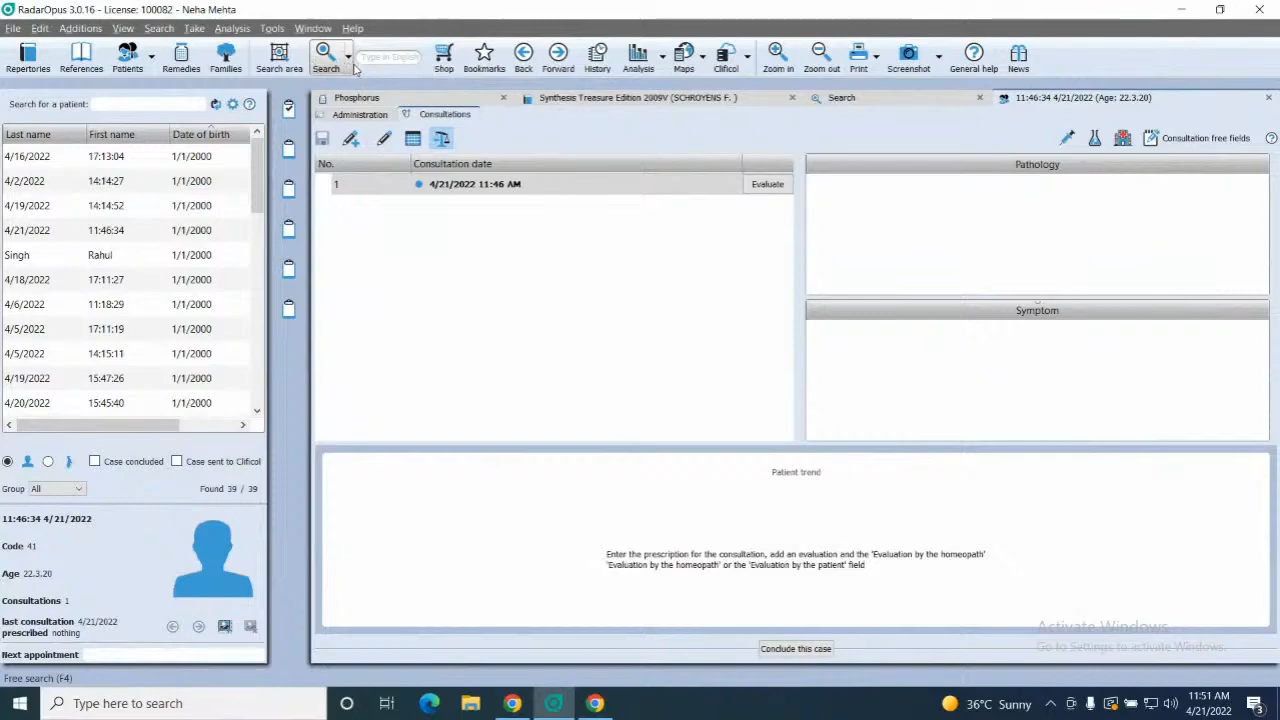 RadarOpus 3.0.16 - License: 100082 - Neha Mehta
File Edit Additions View Search Take Analysis Tools Window Help
Repertories References Patients Remedies Families Search area Search Type in English Shop Bookmarks Back Forward History Analysis Maps Clificol Zoom in Zoom out Print Screenshot General help News
Search for a patient:
Last name First name Date of birth
4/16/2022 17:13:04 1/1/2000
4/2/2022 14:14:27 1/1/2000
4/19/2022 14:14:52 1/1/2000
4/21/2022 11:46:34 1/1/2000
Singh Rahul 1/1/2000
4/18/2022 17:11:27 1/1/2000
4/6/2022 11:18:29 1/1/2000
4/5/2022 17:11:19 1/1/2000
4/5/2022 14:15:11 1/1/2000
4/19/2022 15:47:26 1/1/2000
4/20/2022 15:45:40 1/1/2000
Case concluded Case sent to Clificol
Group All Found 39 / 39
11:46:34 4/21/2022
Code 41
Age 22.3.20
Consultations 1
last consultation 4/21/2022
prescribed nothing
Next appointment
Phosphorus Synthesis Treasure Edition 2009V (SCHROYENS F. ) Search 11:46:34 4/21/2022 (Age: 22.3.20)
Administration Consultations
Consultation free fields
No. Consultation date
1 4/21/2022 11:46 AM Evaluate
Pathology
Symptom
Patient trend
Enter the prescription for the consultation, add an evaluation and the 'Evaluation by the homeopath'
'Evaluation by the homeopath' or the 'Evaluation by the patient' field
Activate Windows
Go to Settings to activate Windows.
Conclude this case
Free search (F4)
Type here to search
36°C Sunny
11:51 AM
4/21/2022
3